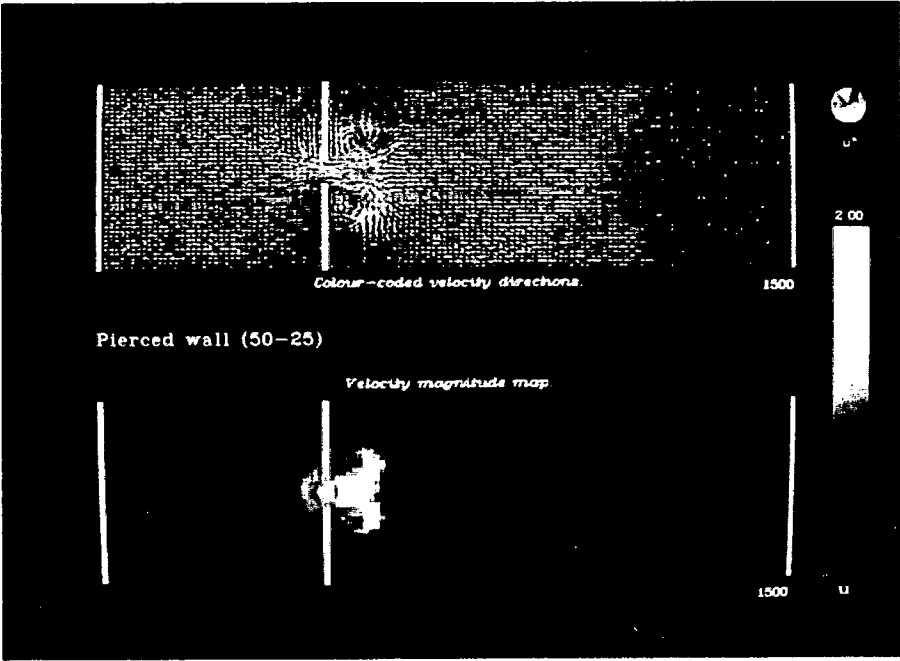 u*
2.00
Colour-coded velocity directions.
1500
Pierced wall (50-25)
Velocity magnitude map.
1500
u